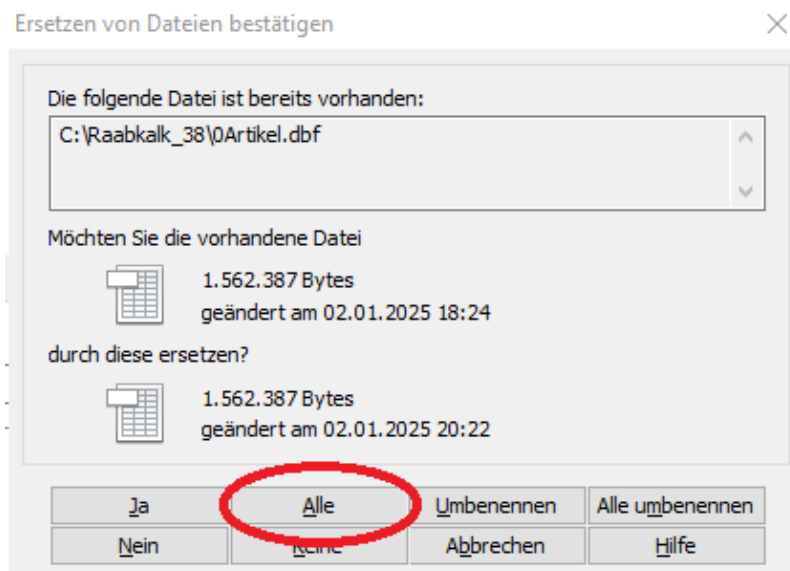 Ersetzen von Dateien bestätigen
Die folgende Datei ist bereits vorhanden:
C:\Raabkalk_38\0Artikel.dbf
Möchten Sie die vorhandene Datei
1.562.387 Bytes
geändert am 02.01.2025 18:24
durch diese ersetzen?
1.562.387 Bytes
geändert am 02.01.2025 20:22
Ja Alle Umbenennen Alle umbenennen
Nein Keine Abbrechen Hilfe